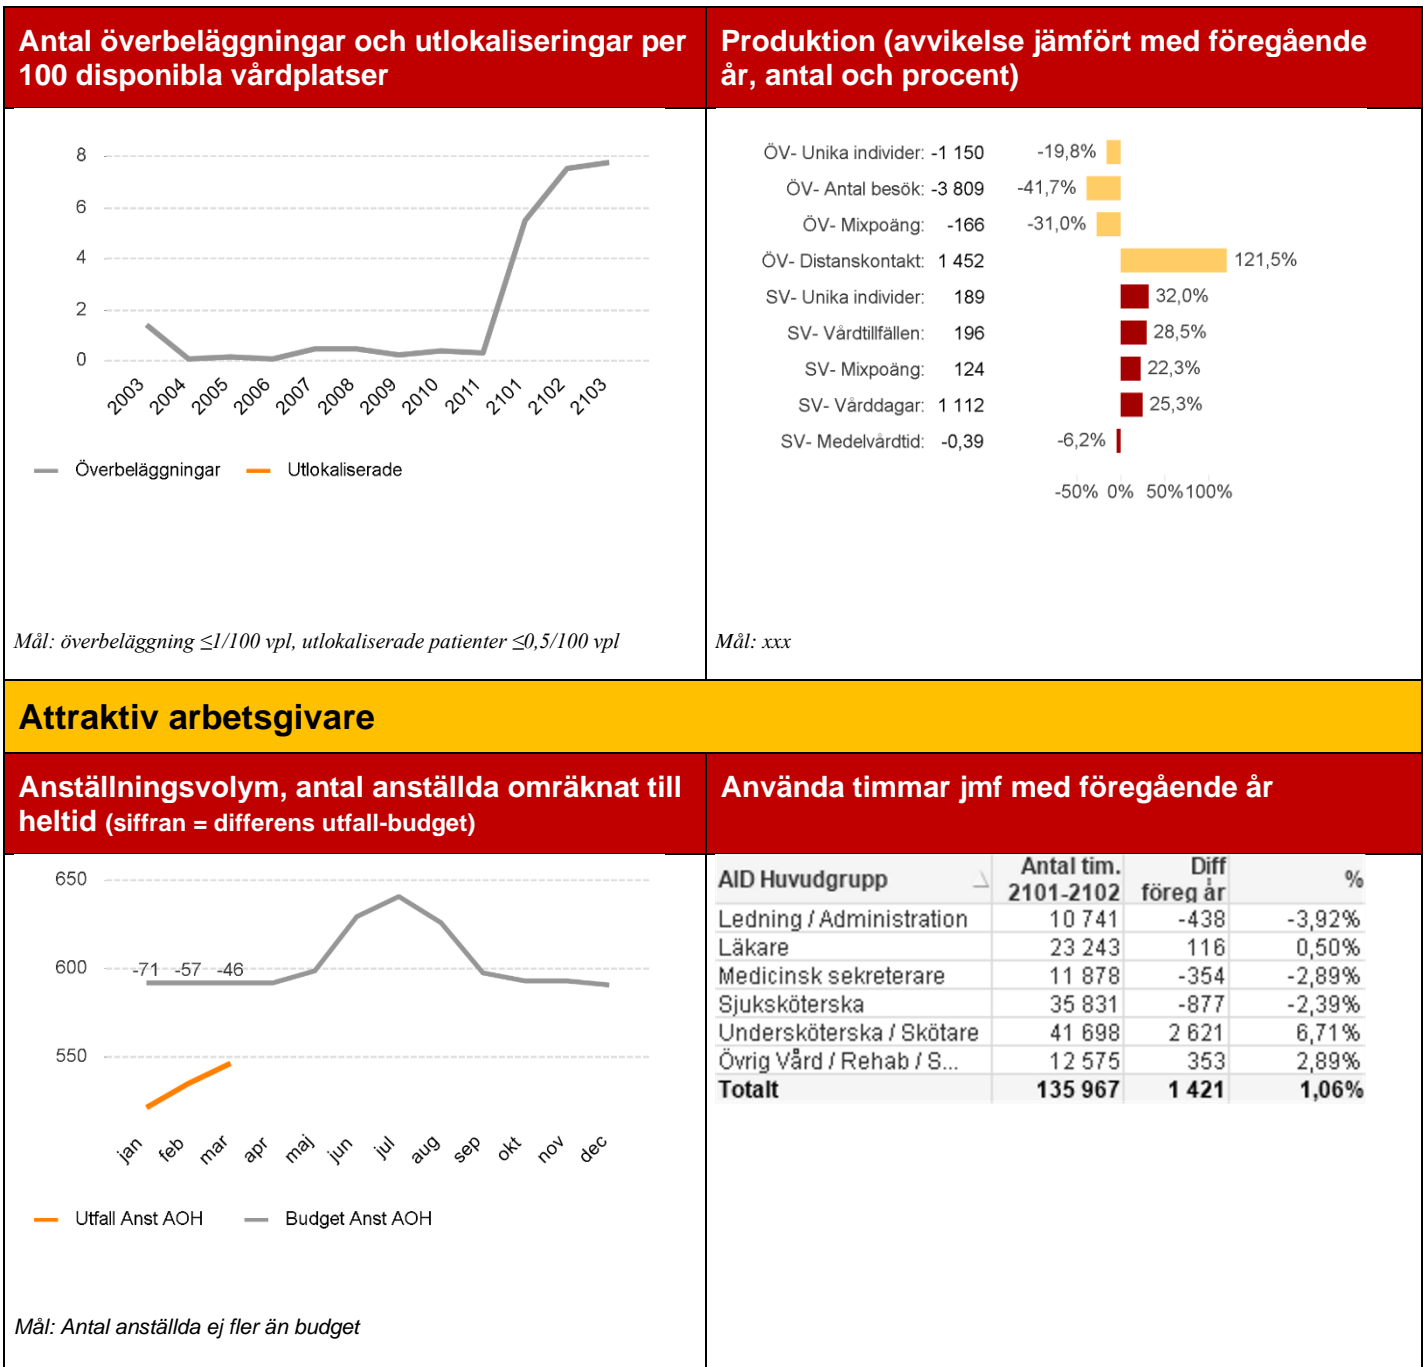 Antal överbeläggningar och utlokaliseringar per
100 disponibla vårdplatser
8
6
4
2
0
2003 2004 2005 2006 2007 2008 2009 2010 2011 2101 2102 2103
Överbeläggningar Utlokaliserade
Mål: överbeläggning ≤1/100 vpl, utlokaliserade patienter ≤0,5/100 vpl
Produktion (avvikelse jämfört med föregående
år, antal och procent)
ÖV- Unika individer: -1 150 -19,8%
ÖV- Antal besök: -3 809 -41,7%
ÖV- Mixpoäng: -166 -31,0%
ÖV- Distanskontakt: 1 452 121,5%
SV- Unika individer: 189 32,0%
SV- Vårdtillfällen: 196 28,5%
SV- Mixpoäng: 124 22,3%
SV- Vårddagar: 1 112 25,3%
SV- Medelvårdtid: -0,39 -6,2%
-50% 0% 50% 100%
Mål: xxx
Attraktiv arbetsgivare
Anställningsvolym, antal anställda omräknat till
heltid (siffran = differens utfall-budget)
650
600
550
-71 -57 -46
jan feb mar apr maj jun jul aug sep okt nov dec
Utfall Anst AOH Budget Anst AOH
Mål: Antal anställda ej fler än budget
Använda timmar jmf med föregående år
AID Huvudgrupp Antal tim. 2101-2102 Diff föreg år %
Ledning / Administration 10 741 -438 -3,92%
Läkare 23 243 116 0,50%
Medicinsk sekreterare 11 878 -354 -2,89%
Sjuksköterska 35 831 -877 -2,39%
Undersköterska / Skötare 41 698 2 621 6,71%
Övrig Vård / Rehab / S... 12 575 353 2,89%
Totalt 135 967 1 421 1,06%